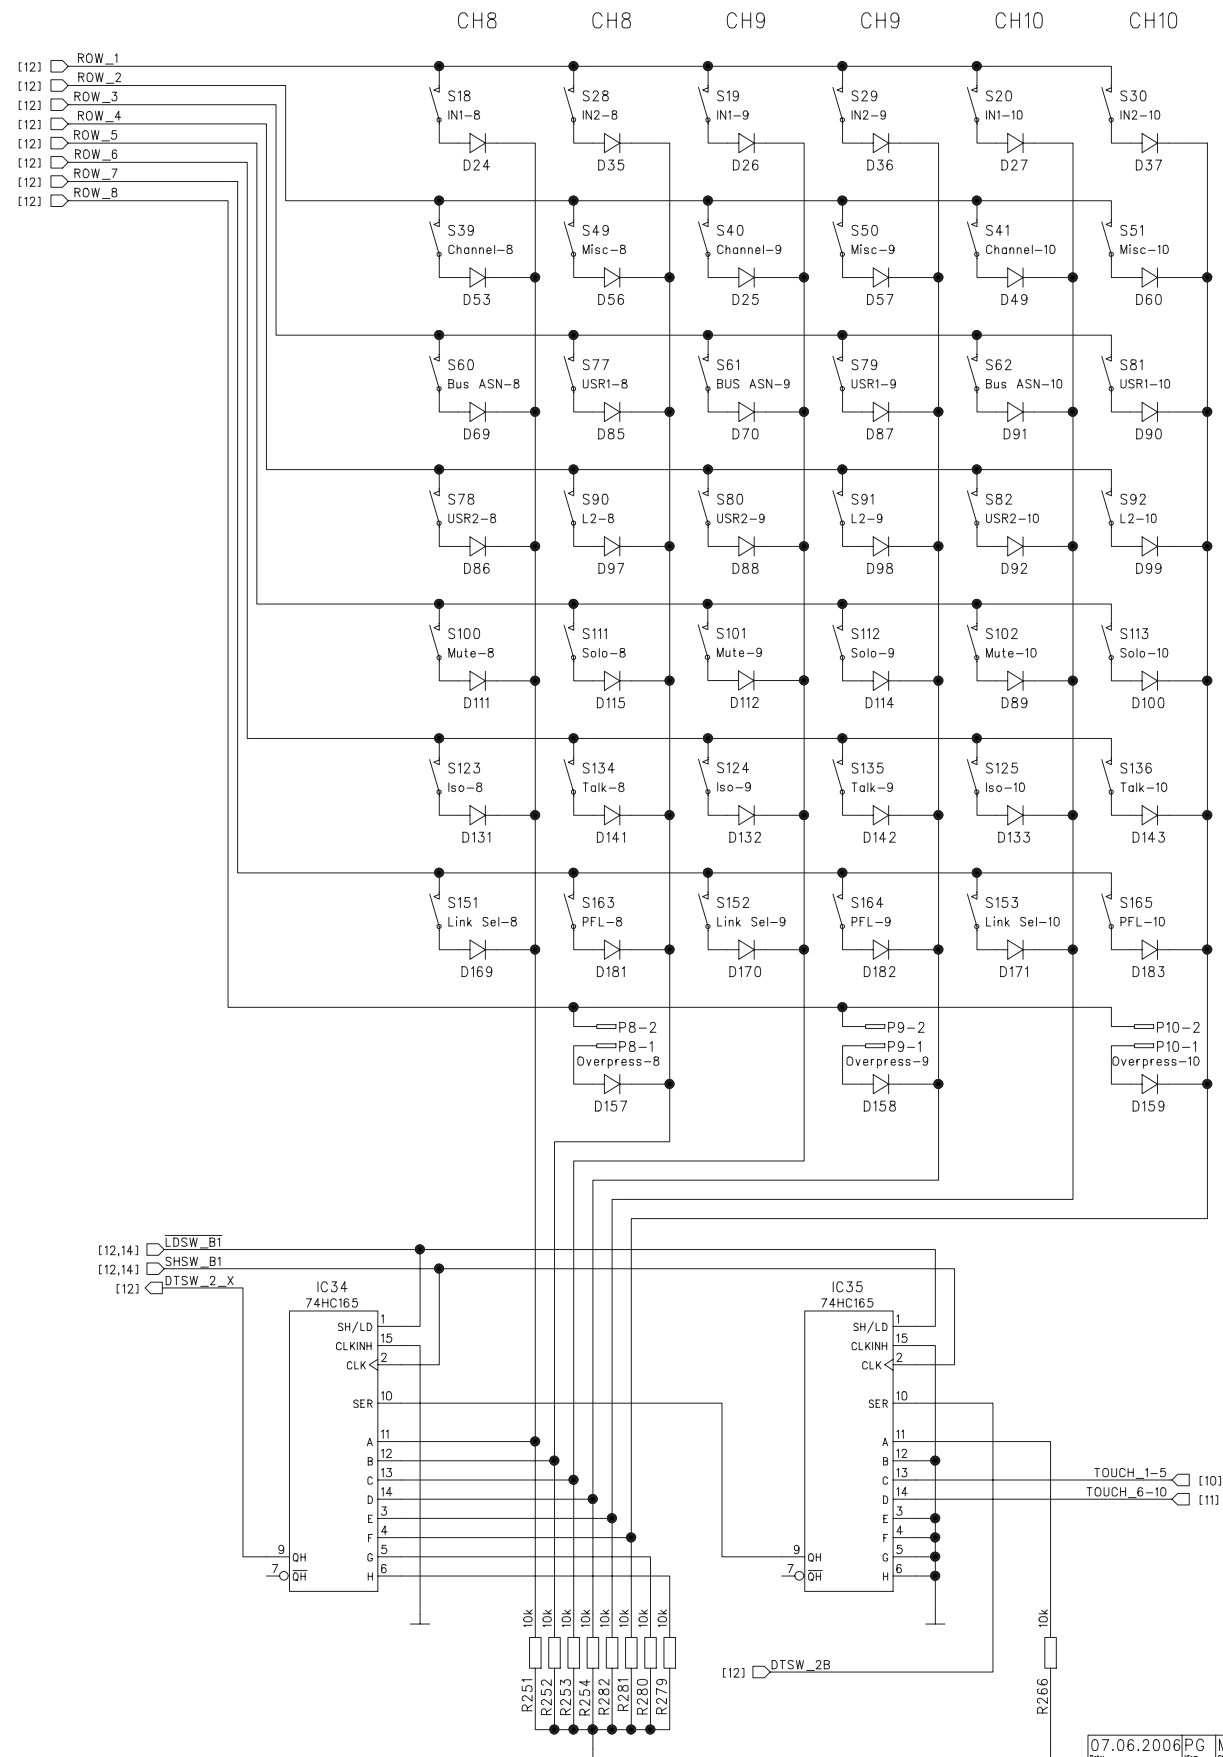 CH8 CH8 CH9 CH9 CH10 CH10
[12] ROW_1
[12] ROW_2
[12] ROW_3
[12] ROW_4
[12] ROW_5
[12] ROW_6
[12] ROW_7
[12] ROW_8
S18 S28 S19 S29 S20 S30
IN1-8 IN2-8 IN1-9 IN2-9 IN1-10 IN2-10
D24 D35 D26 D36 D27 D37
S39 S49 S40 S50 S41 S51
Channel-8 Misc-8 Channel-9 Misc-9 Channel-10 Misc-10
D53 D56 D25 D57 D49 D60
S60 S77 S61 S79 S62 S81
Bus ASN-8 USR1-8 BUS ASN-9 USR1-9 Bus ASN-10 USR1-10
D69 D85 D70 D87 D91 D90
S78 S90 S80 S91 S82 S92
USR2-8 L2-8 USR2-9 L2-9 USR2-10 L2-10
D86 D97 D88 D98 D92 D99
S100 S111 S101 S112 S102 S113
Mute-8 Solo-8 Mute-9 Solo-9 Mute-10 Solo-10
D111 D115 D112 D114 D89 D100
S123 S134 S124 S135 S125 S136
Iso-8 Talk-8 Iso-9 Talk-9 Iso-10 Talk-10
D131 D141 D132 D142 D133 D143
S151 S163 S152 S164 S153 S165
Link Sel-8 PFL-8 Link Sel-9 PFL-9 Link Sel-10 PFL-10
D169 D181 D170 D182 D171 D183
P8-2 P9-2 P10-2
P8-1 P9-1 P10-1
Overpress-8 Overpress-9 Overpress-10
D157 D158 D159
[12,14] LDSW_B1
[12,14] SHSW_B1
[12] DTSW_2_X
IC34 IC35
74HC165 74HC165
SH/LD 1 SH/LD 1
CLKINH 15 CLKINH 15
CLK 2 CLK 2
SER 10 SER 10
A 11 A 11
B 12 B 12
C 13 C 13 TOUCH_1-5 [10]
D 14 D 14 TOUCH_6-10 [11]
E 3 E 3
F 4 F 4
9 QH G 5 9 QH G 5
7 QH H 6 7 QH H 6
10k 10k 10k 10k 10k 10k 10k 10k 10k
[12] DTSW_2B
R251 R252 R253 R254 R282 R281 R280 R279 R266
07.06.2006 PG